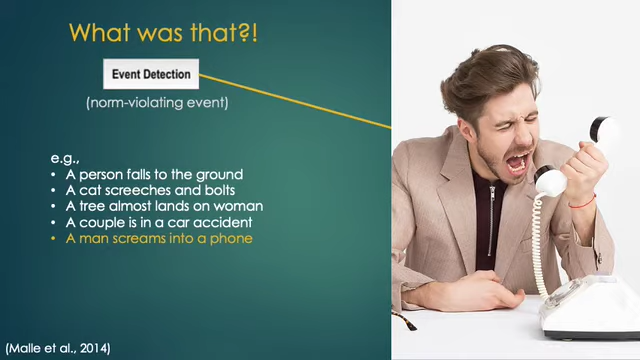 What was that?!
Event Detection
(norm-violating event)
e.g.,
• A person falls to the ground
• A cat screeches and bolts
• A tree almost lands on woman
• A couple is in a car accident
• A man screams into a phone
(Malle et al., 2014)